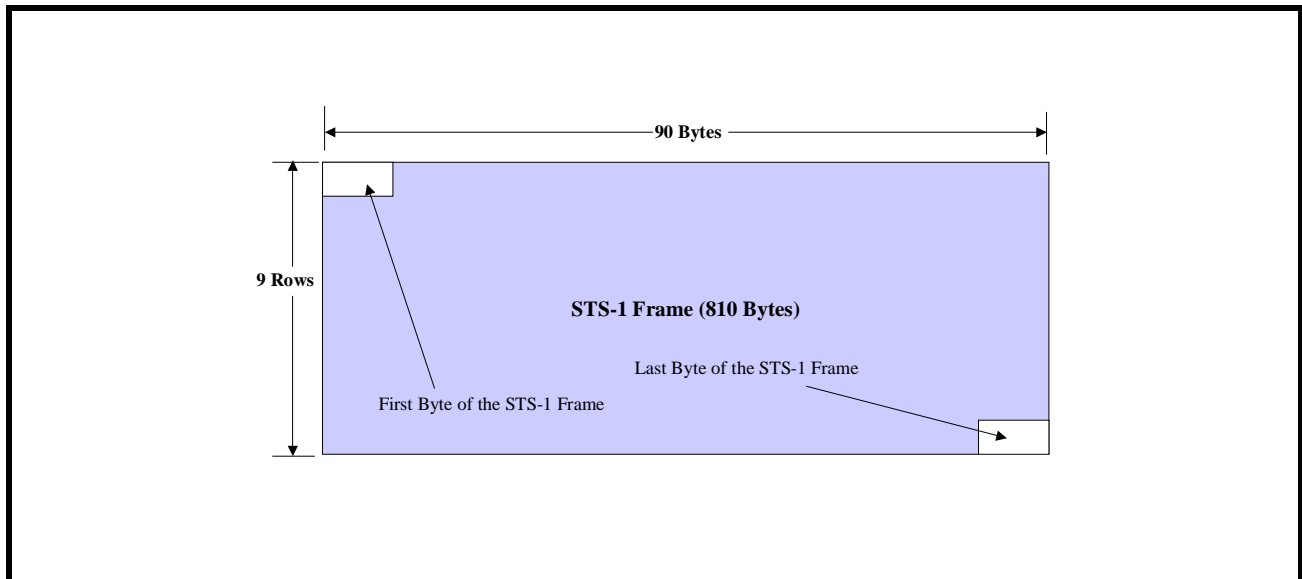 90 Bytes
9 Rows
STS-1 Frame (810 Bytes)
Last Byte of the STS-1 Frame
First Byte of the STS-1 Frame